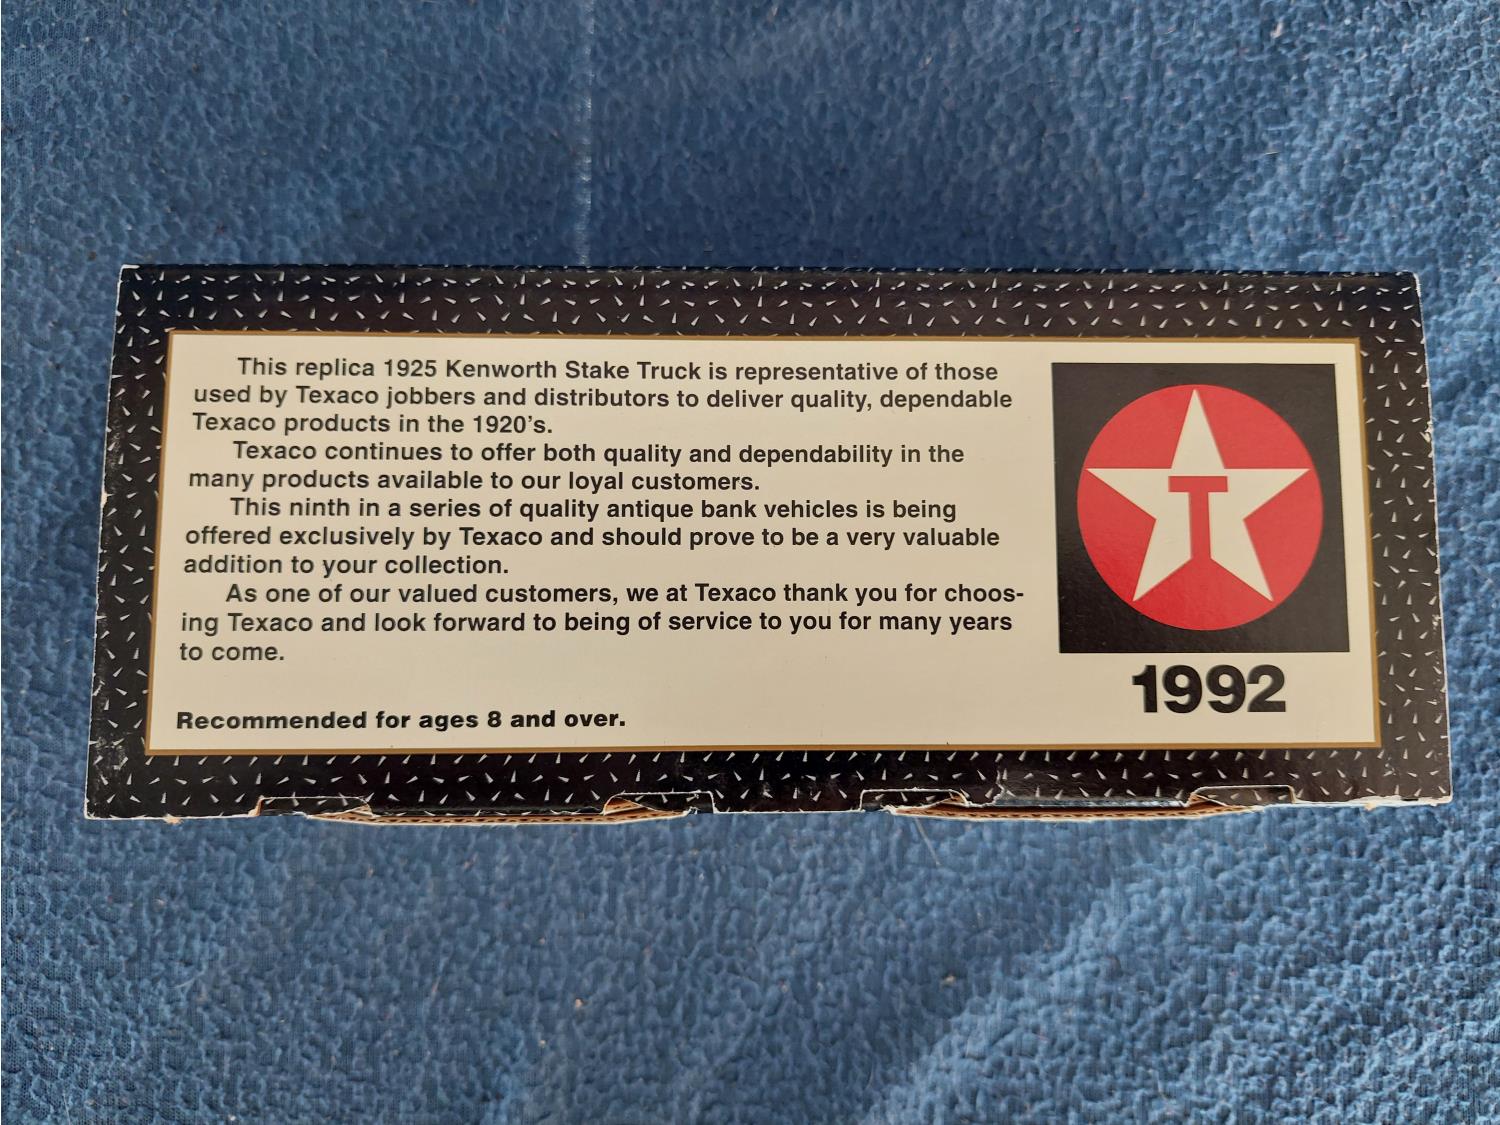 This replica 1925 Kenworth Stake Truck is representative of those
used by Texaco jobbers and distributors to deliver quality, dependable
Texaco products in the 1920's.
Texaco continues to offer both quality and dependability in the
many products available to our loyal customers.
This ninth in a series of quality antique bank vehicles is being
offered exclusively by Texaco and should prove to be a very valuable
addition to your collection.
As one of our valued customers, we at Texaco thank you for choos-
ing Texaco and look forward to being of service to you for many years
to come.
Recommended for ages 8 and over.
T
1992